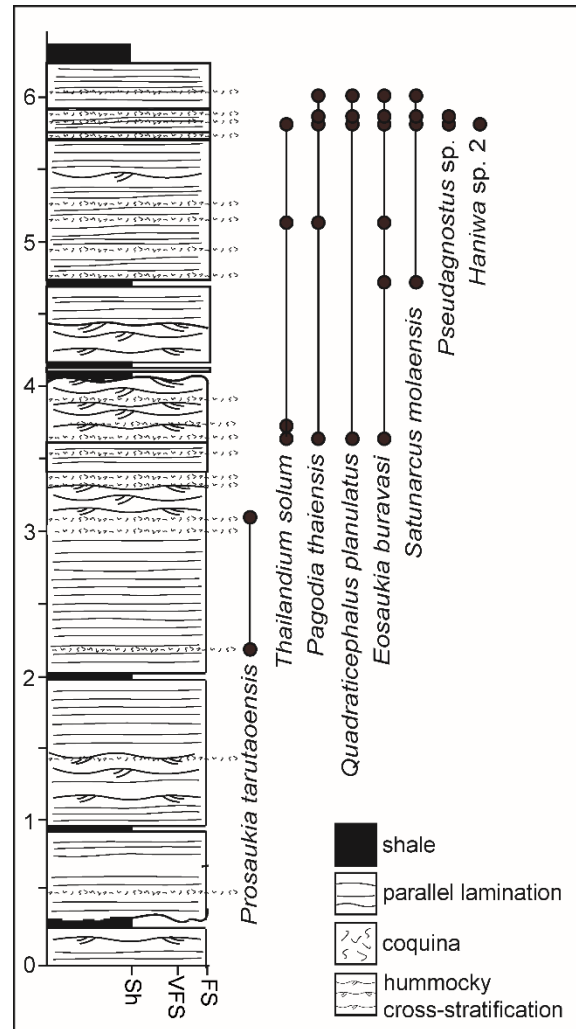 6
5
4
3
2
1
0
Sh
VFS
FS
Prosaukia tarutaoensis
Thailandium solum
Pagodia thaiensis
Quadraticephalus planulatus
Eosaukia buravasi
Satunarcus molaensis
Pseudagnostus sp.
Haniwa sp. 2
shale
parallel lamination
coquina
hummocky
cross-stratification